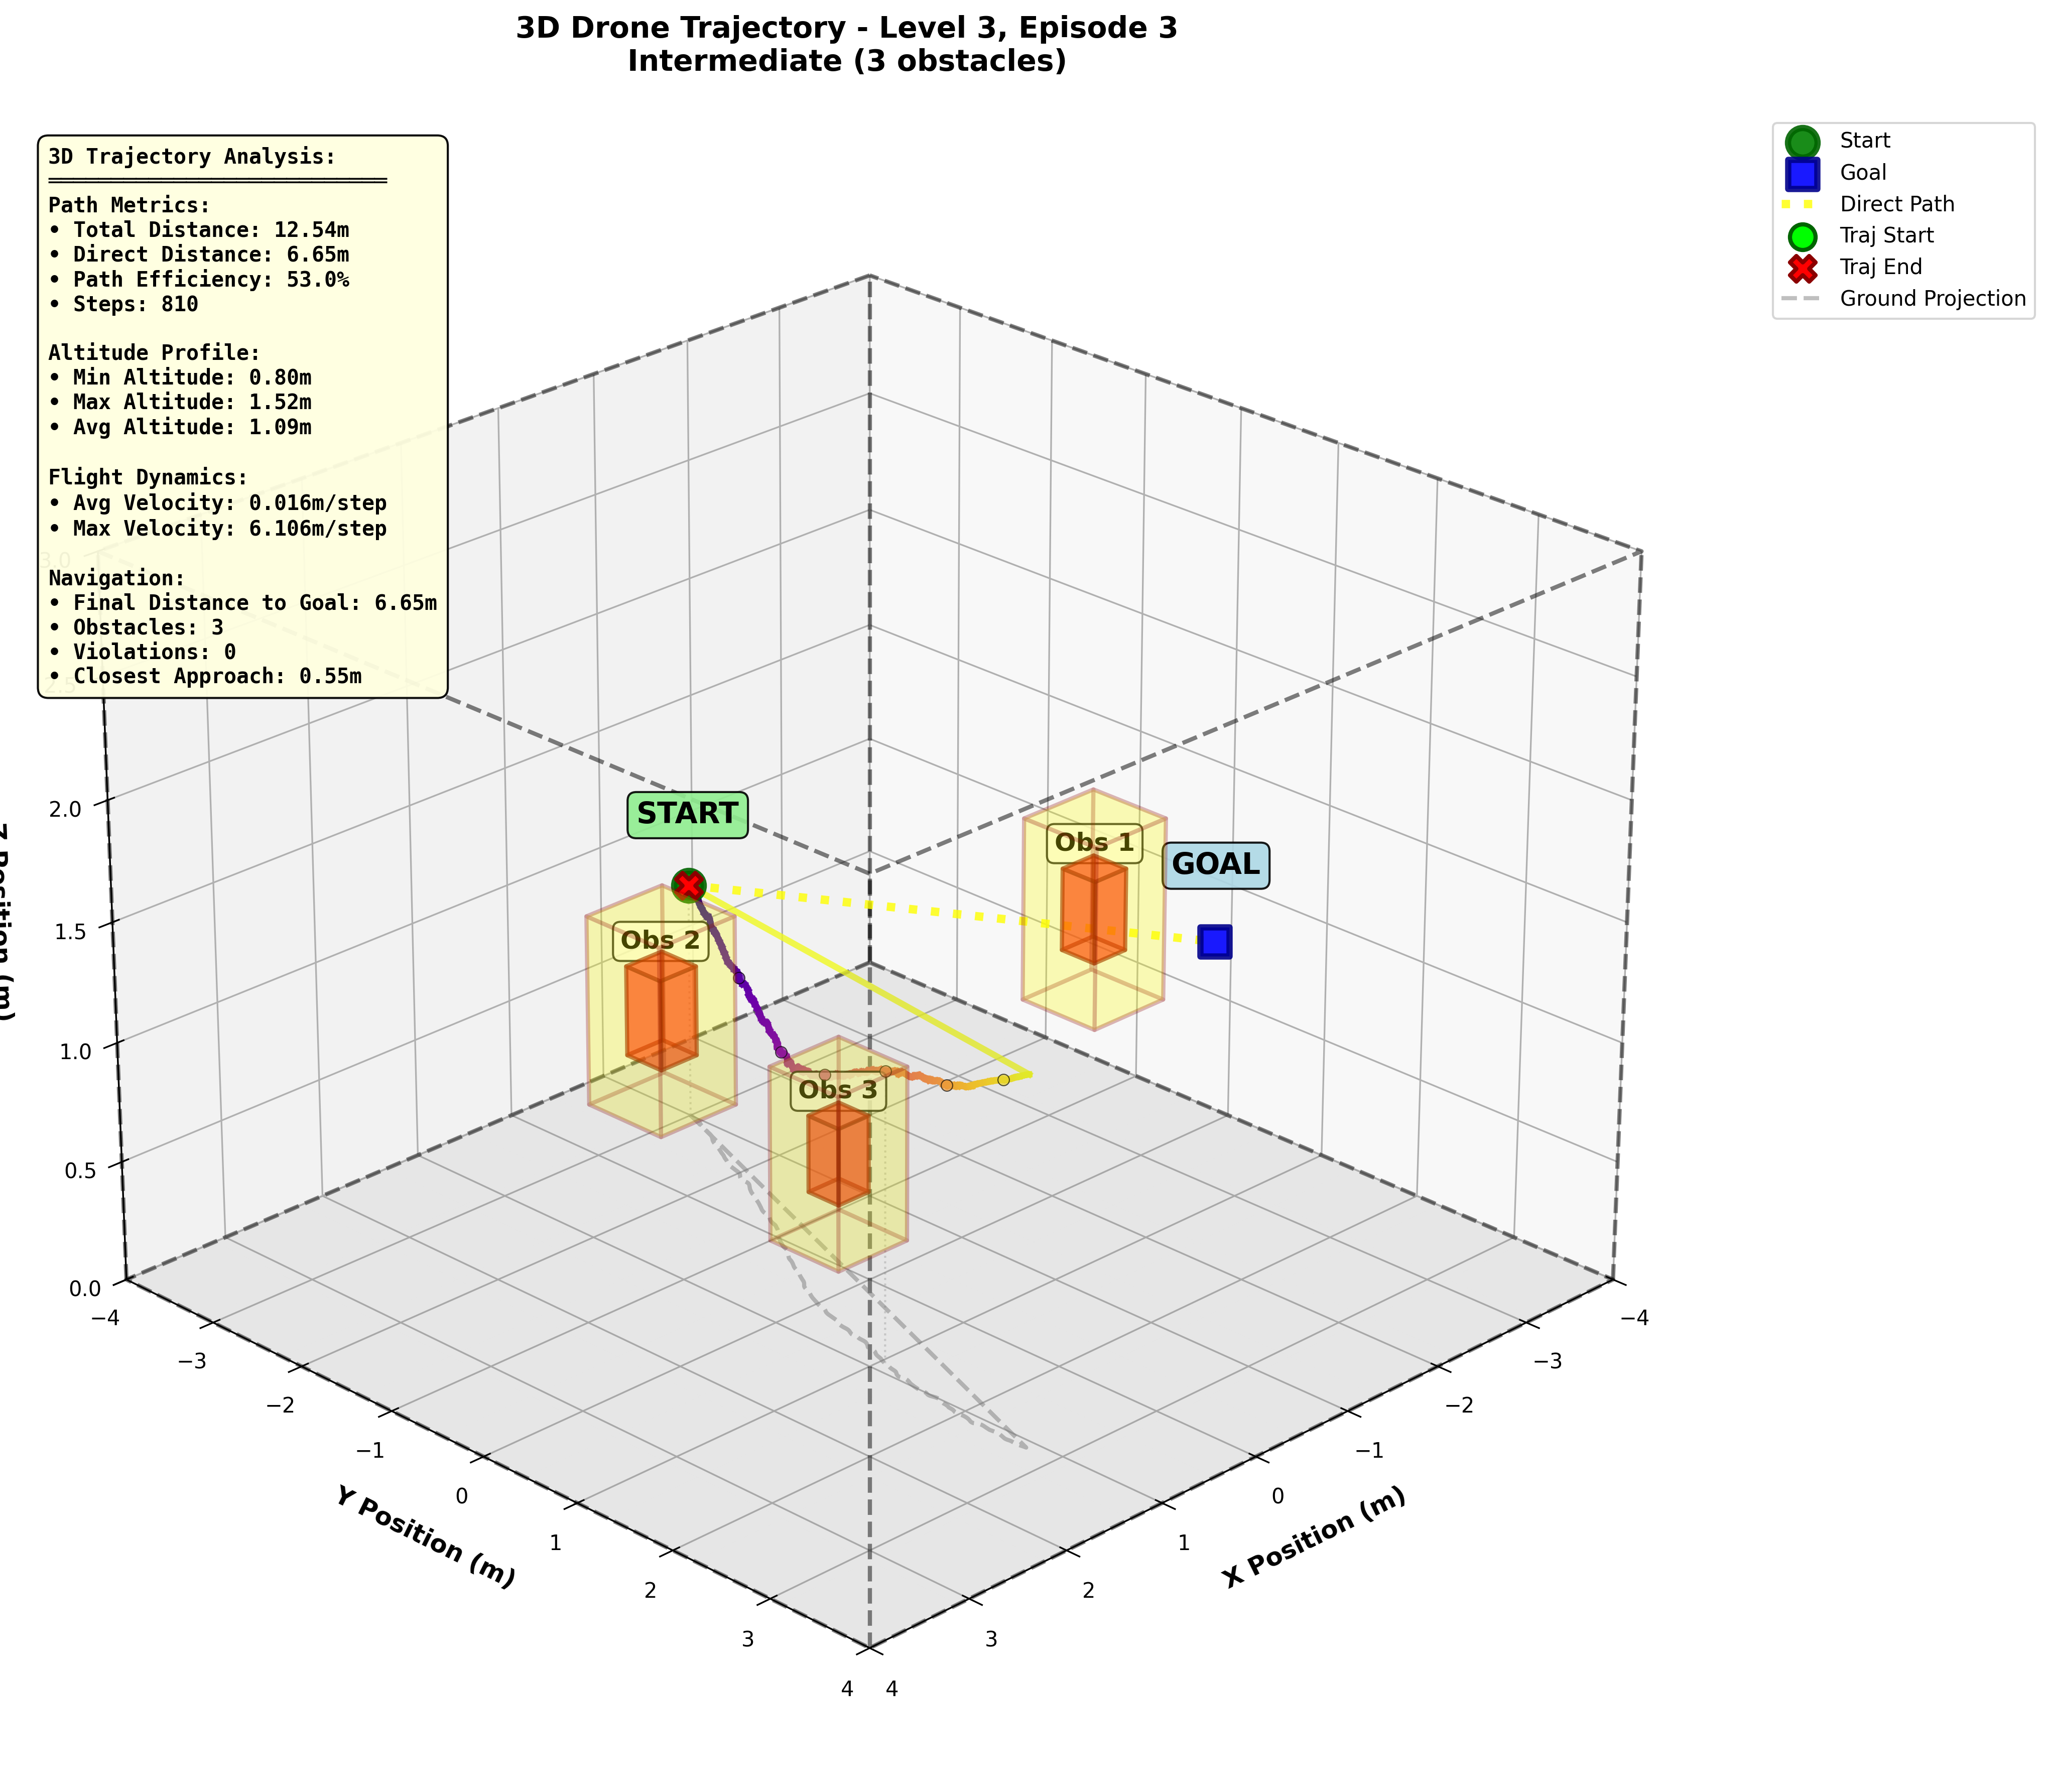 3D Drone Trajectory - Level 3, Episode 3
Intermediate (3 obstacles)
3D Trajectory Analysis:
Path Metrics:
• Total Distance: 12.54m
• Direct Distance: 6.65m
• Path Efficiency: 53.0%
• Steps: 810
Altitude Profile:
• Min Altitude: 0.80m
• Max Altitude: 1.52m
• Avg Altitude: 1.09m
Flight Dynamics:
• Avg Velocity: 0.016m/step
• Max Velocity: 6.106m/step
Navigation:
• Final Distance to Goal: 6.65m
• Obstacles: 3
• Violations: 0
• Closest Approach: 0.55m
Start
Goal
Direct Path
Traj Start
Traj End
Ground Projection
START
GOAL
Obs 1
Obs 2
Obs 3
3.0
2.5
2.0
1.5
1.0
0.5
0.0
Z Position (m)
−4
−3
−2
−1
0
1
2
3
4
Y Position (m)
4
3
2
1
0
−1
−2
−3
−4
X Position (m)